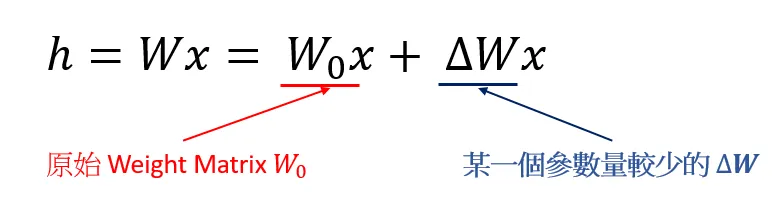 h = Wx = W₀x + ΔWx
原始 Weight Matrix W₀
某一個參數量較少的 ΔW